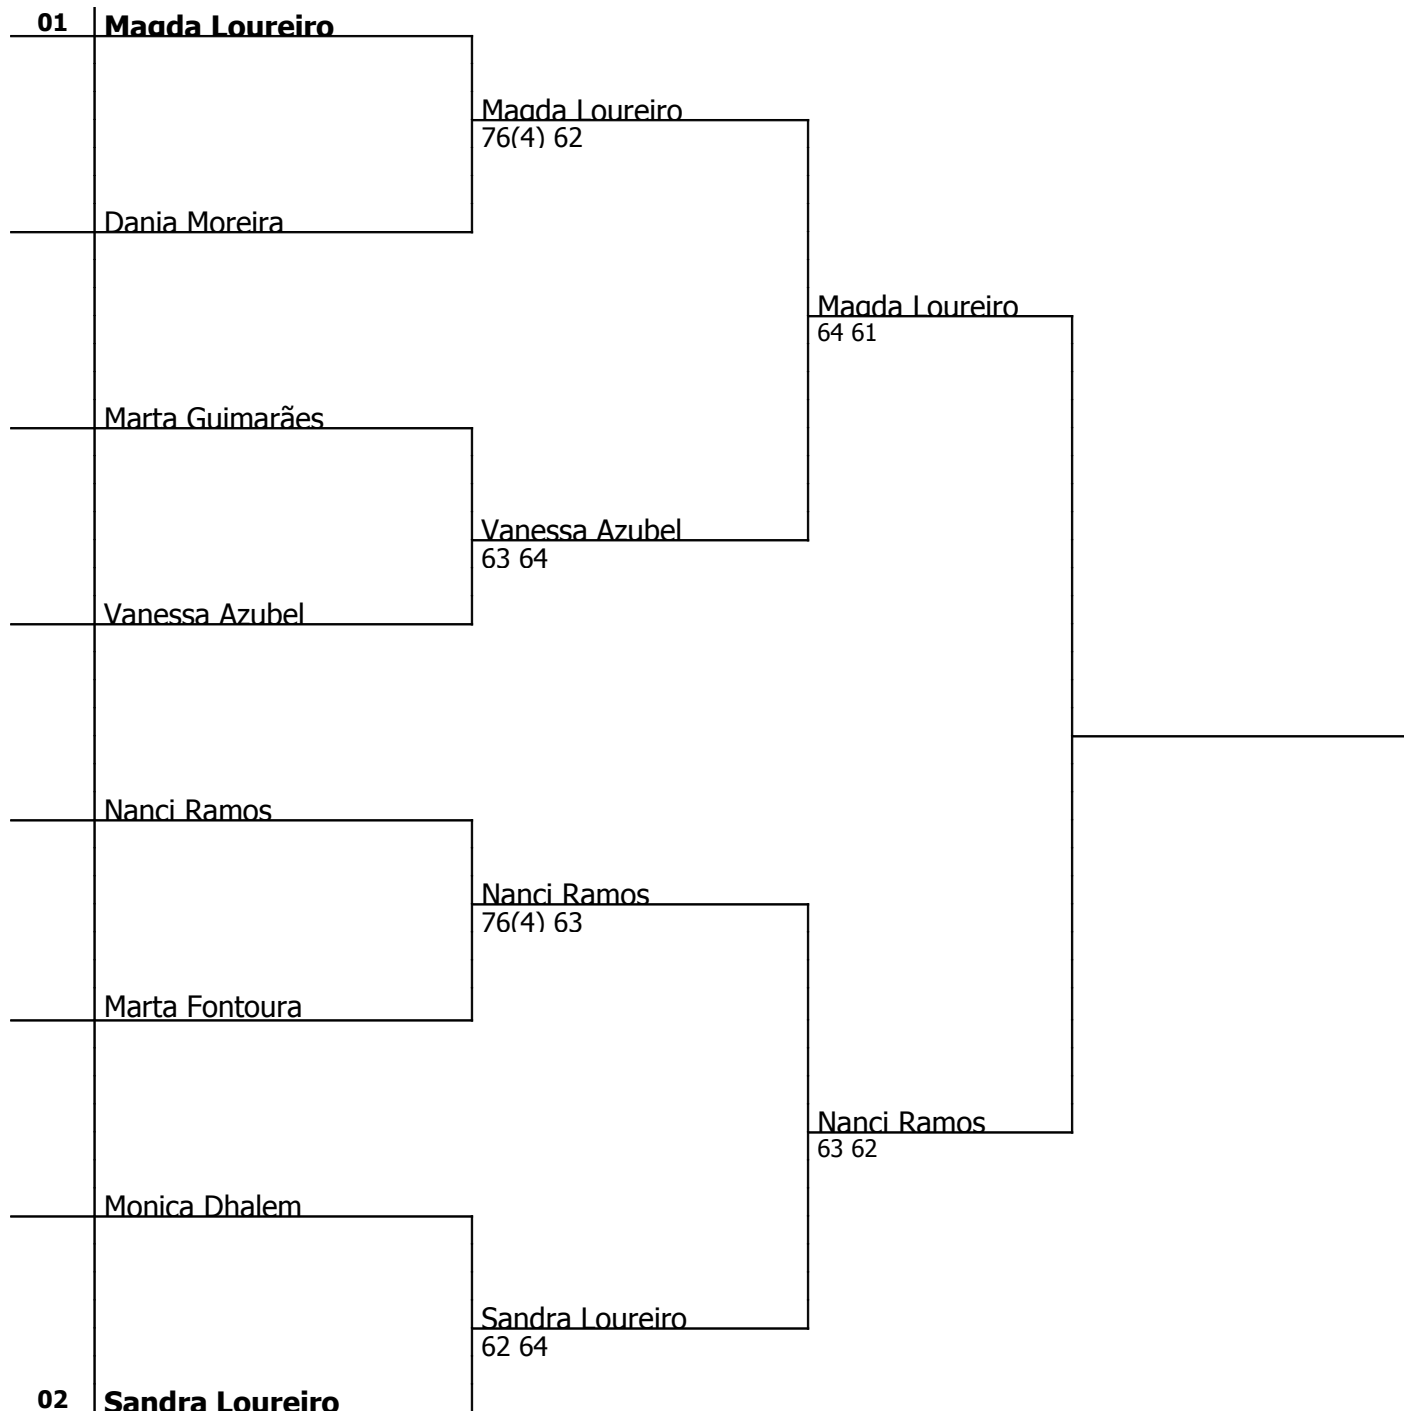 01 Magda Loureiro
Magda Loureiro
76(4) 62
Dania Moreira
Magda Loureiro
64 61
Marta Guimarães
Vanessa Azubel
63 64
Vanessa Azubel
Nanci Ramos
Nanci Ramos
76(4) 63
Marta Fontoura
Nanci Ramos
63 62
Monica Dhalem
Sandra Loureiro
62 64
02 Sandra Loureiro